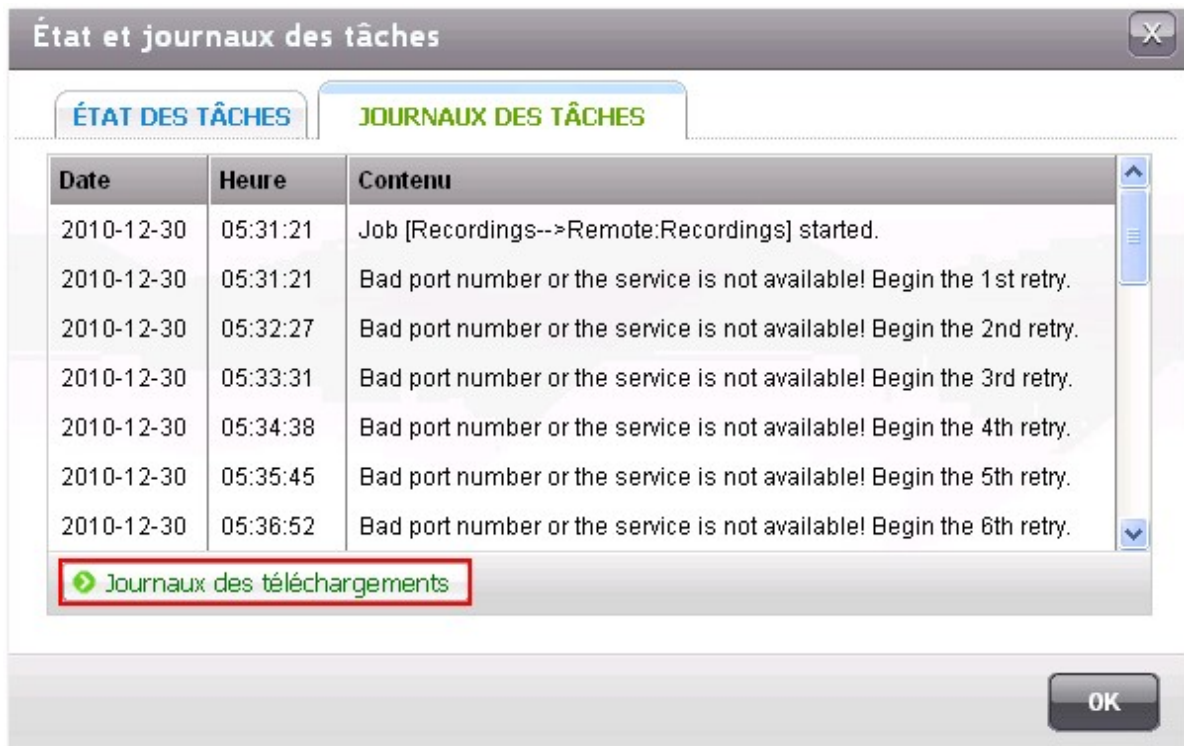 État et journaux des tâches
X
ÉTAT DES TÂCHES JOURNAUX DES TÂCHES
Date Heure Contenu
2010-12-30 05:31:21 Job [Recordings-->Remote:Recordings] started.
2010-12-30 05:31:21 Bad port number or the service is not available! Begin the 1st retry.
2010-12-30 05:32:27 Bad port number or the service is not available! Begin the 2nd retry.
2010-12-30 05:33:31 Bad port number or the service is not available! Begin the 3rd retry.
2010-12-30 05:34:38 Bad port number or the service is not available! Begin the 4th retry.
2010-12-30 05:35:45 Bad port number or the service is not available! Begin the 5th retry.
2010-12-30 05:36:52 Bad port number or the service is not available! Begin the 6th retry.
Journaux des téléchargements
OK